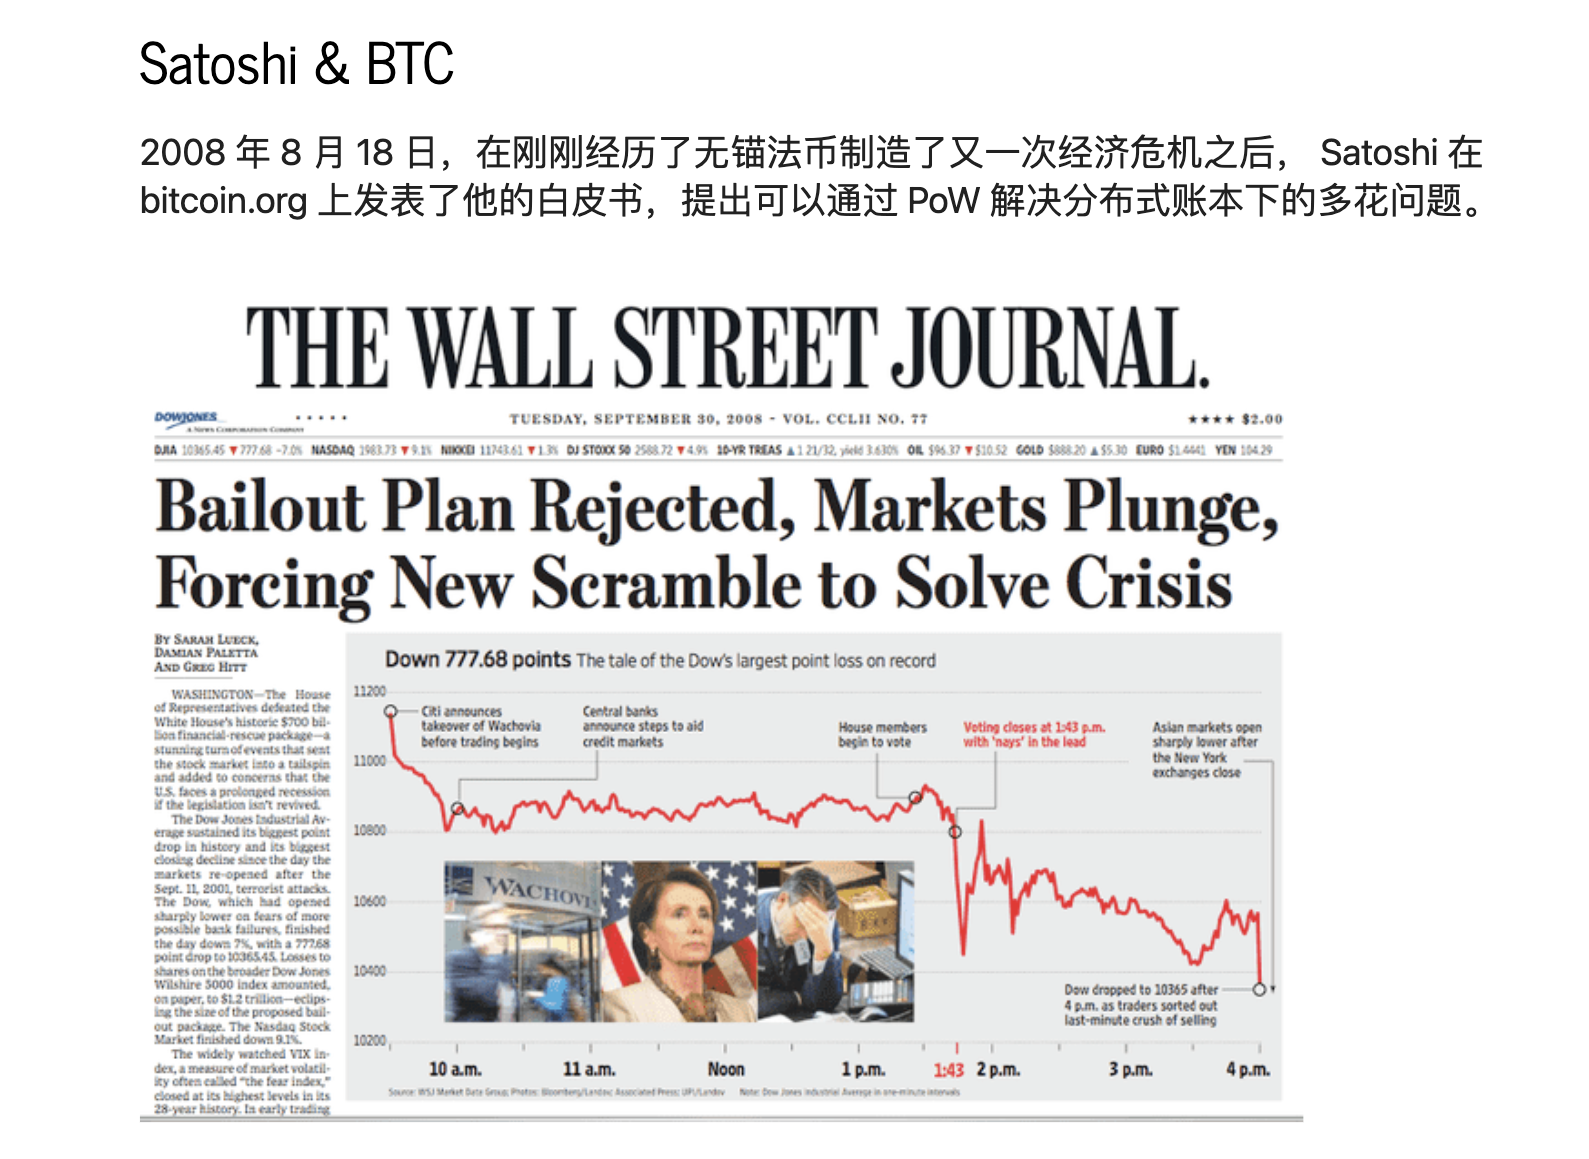 Satoshi & BTC
2008 年 8 月 18 日，在刚刚经历了无锚法币制造了又一次经济危机之后， Satoshi 在
bitcoin.org 上发表了他的白皮书，提出可以通过 PoW 解决分布式账本下的多花问题。
THE WALL STREET JOURNAL.
DOWJONES
A NEWS CORPORATION COMPANY
TUESDAY, SEPTEMBER 30, 2008 - VOL. CCLII NO. 77
★★★★ $2.00
DJIA 10365.45 ▼ 777.68 -7.0% NASDAQ 1983.73 ▼ 9.1% NIKKEI 11743.61 ▼ 1.3% DJ STOXX 50 2588.72 ▼ 4.9% 10-YR TREAS ▲ 1 21/32, yield 3.630% OIL $96.37 ▼ $10.52 GOLD $888.20 ▲ $5.30 EURO $1.4441 YEN 104.29
Bailout Plan Rejected, Markets Plunge,
Forcing New Scramble to Solve Crisis
BY SARAH LUECK,
DAMIAN PALETTA
AND GREG HITT
WASHINGTON—The House
of Representatives defeated the
White House's historic $700 bil-
lion financial-rescue package—a
stunning turn of events that sent
the stock market into a tailspin
and added to concerns that the
U.S. faces a prolonged recession
if the legislation isn't revived.
The Dow Jones Industrial Av-
erage sustained its biggest point
drop in history and its biggest
closing decline since the day the
markets re-opened after the
Sept. 11, 2001, terrorist attacks.
The Dow, which had opened
sharply lower on fears of more
possible bank failures, finished
the day down 7%, with a 777.68
point drop to 10365.45. Losses to
shares on the broader Dow Jones
Wilshire 5000 index amounted,
on paper, to $1.2 trillion—eclips-
ing the size of the proposed bail-
out package. The Nasdaq Stock
Market finished down 9.1%.
The widely watched VIX in-
dex, a measure of market volatil-
ity often called "the fear index,"
closed at its highest levels in its
28-year history. In early trading
Down 777.68 points The tale of the Dow's largest point loss on record
11200
11000
10800
10600
10400
10200
Citi announces
takeover of Wachovia
before trading begins
Central banks
announce steps to aid
credit markets
House members
begin to vote
Voting closes at 1:43 p.m.
with 'nays' in the lead
Asian markets open
sharply lower after
the New York
exchanges close
WACHOVI
Dow dropped to 10365 after
4 p.m. as traders sorted out
last-minute crush of selling
10 a.m. 11 a.m. Noon 1 p.m. 1:43 2 p.m. 3 p.m. 4 p.m.
Source: WSJ Market Data Group; Photos: Bloomberg/Landov; Associated Press; UPI/Landov Note: Dow Jones Industrial Average in one-minute intervals